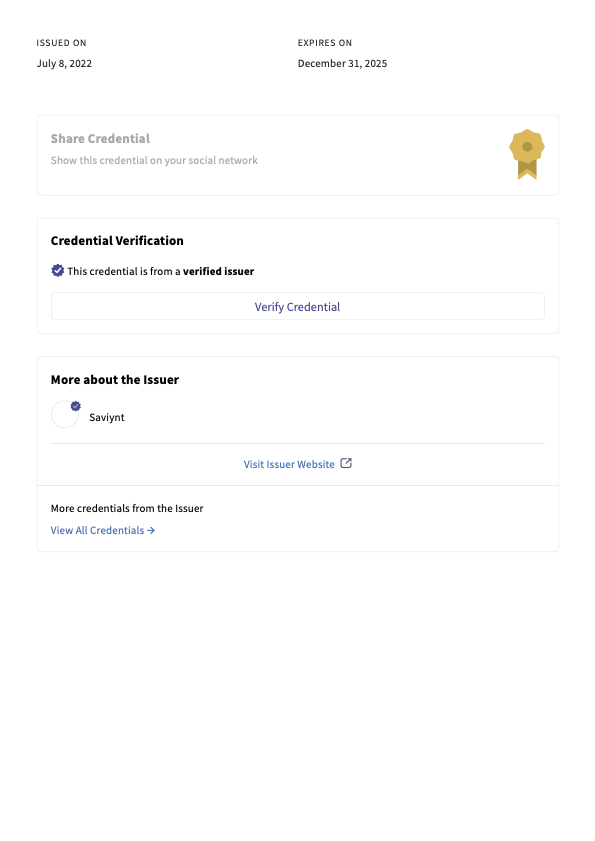 ISSUED ON
EXPIRES ON
July 8, 2022
December 31, 2025
Share Credential
Show this credential on your social network
Credential Verification
This credential is from a verified issuer
Verify Credential
More about the Issuer
Saviynt
Visit Issuer Website
More credentials from the Issuer
View All Credentials →